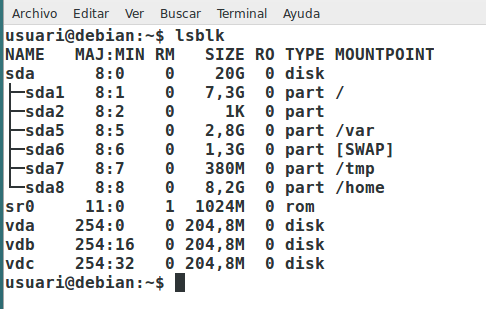 Archivo Editar Ver Buscar Terminal Ayuda
usuari@debian:~$ lsblk
NAME   MAJ:MIN RM   SIZE RO TYPE MOUNTPOINT
sda      8:0    0    20G  0 disk
├─sda1   8:1    0   7,3G  0 part /
├─sda2   8:2    0     1K  0 part
├─sda5   8:5    0   2,8G  0 part /var
├─sda6   8:6    0   1,3G  0 part [SWAP]
├─sda7   8:7    0   380M  0 part /tmp
└─sda8   8:8    0   8,2G  0 part /home
sr0     11:0    1  1024M  0 rom
vda    254:0    0 204,8M  0 disk
vdb    254:16   0 204,8M  0 disk
vdc    254:32   0 204,8M  0 disk
usuari@debian:~$